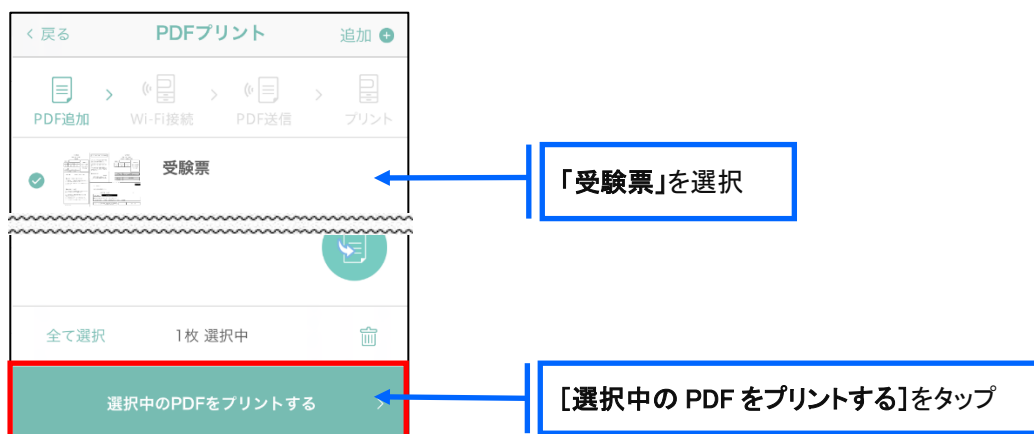 < 戻る PDFプリント 追加
PDF追加 Wi-Fi接続 PDF送信 プリント
受験票
「受験票」を選択
全て選択 1枚 選択中
選択中のPDFをプリントする >
[選択中の PDF をプリントする]をタップ